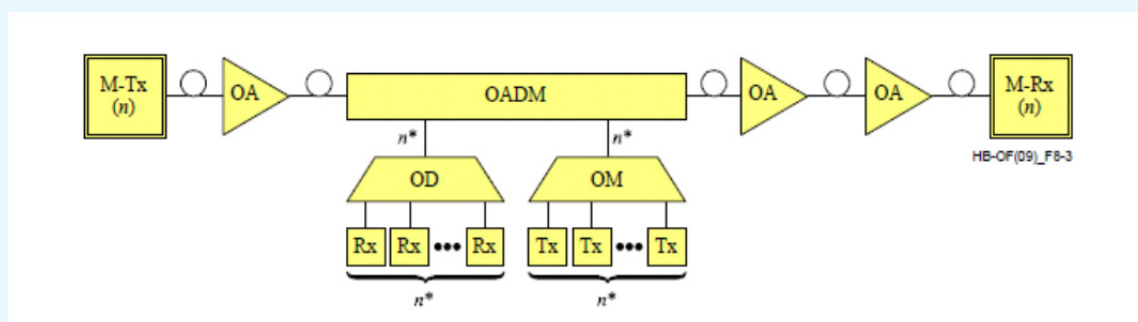 M-Tx
(n)
OA
OADM
OA
OA
M-Rx
(n)
HB-OF(09)_F8-3
n*
n*
OD
OM
Rx Rx ••• Rx
Tx Tx ••• Tx
n*
n*